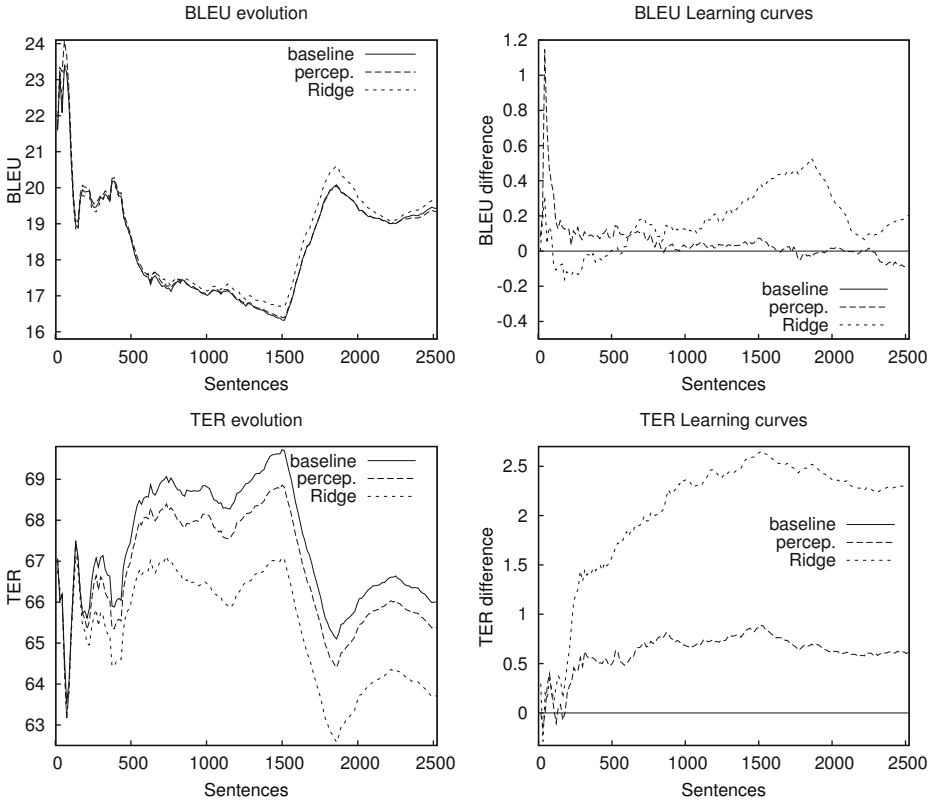 BLEU evolution
24
23
22
21
20
19
18
17
16
BLEU
baseline
percep.
Ridge
0
500
1000
1500
2000
2500
Sentences
BLEU Learning curves
1.2
1
0.8
0.6
0.4
0.2
0
-0.2
-0.4
BLEU difference
baseline
percep.
Ridge
0
500
1000
1500
2000
2500
Sentences
TER evolution
69
68
67
66
65
64
63
TER
baseline
percep.
Ridge
0
500
1000
1500
2000
2500
Sentences
TER Learning curves
2.5
2
1.5
1
0.5
0
TER difference
baseline
percep.
Ridge
0
500
1000
1500
2000
2500
Sentences